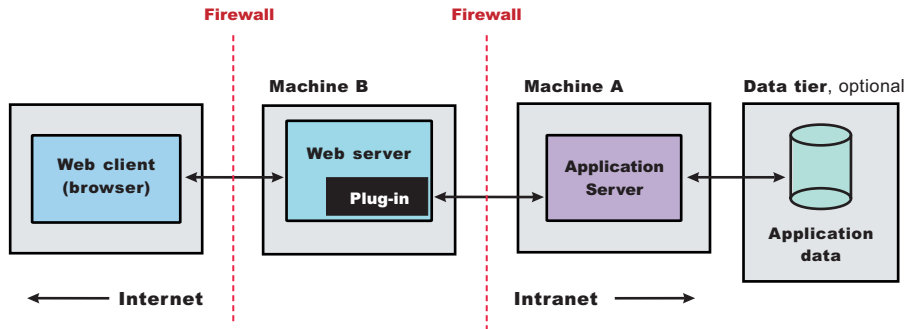 Firewall
Firewall
Machine B
Machine A
Data tier, optional
Web client
(browser)
Web server
Plug-in
Application
Server
Application
data
Internet
Intranet